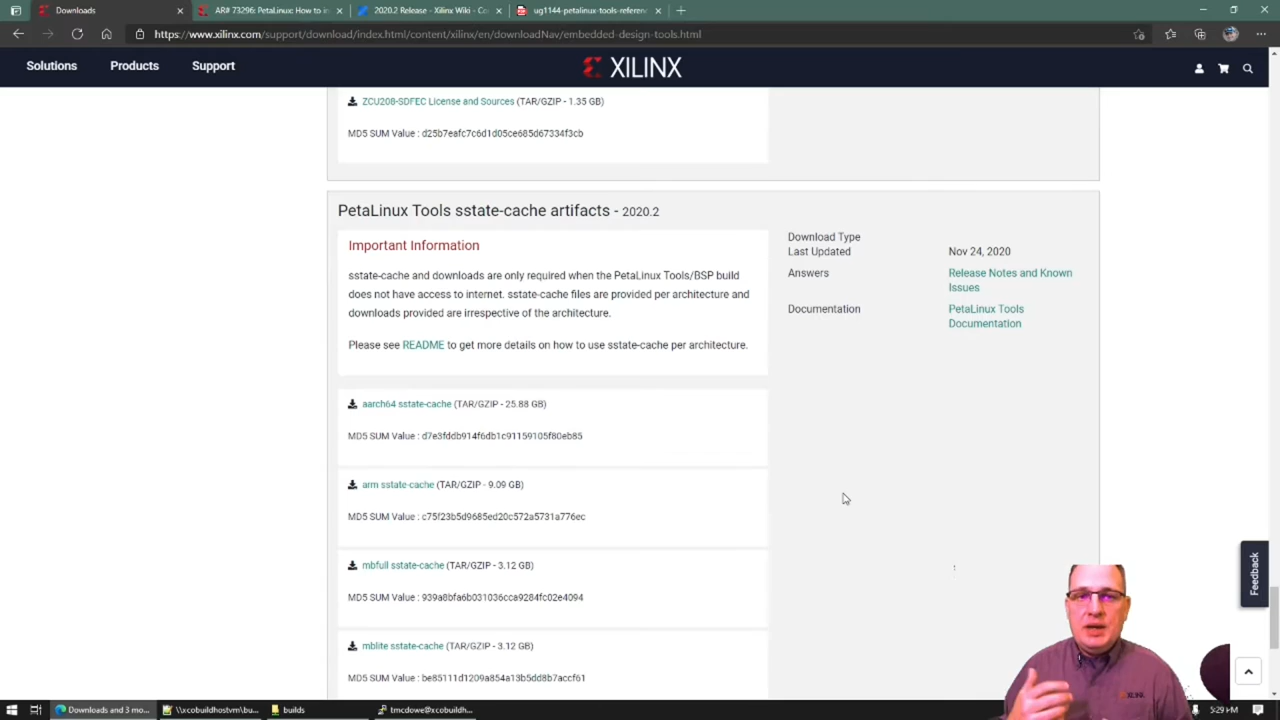 Downloads
AR# 73296: PetaLinux How to in
2020.2 Release - Xilinx Wiki - Co
ug1144-petalinux-tools-referenc
https://www.xilinx.com/support/download/index.html/content/xilinx/en/downloadNav/embedded-design-tools.html
Solutions
Products
Support
XILINX
ZCU208-SDFEC License and Sources (TAR/GZIP - 1.35 GB)
MD5 SUM Value : d25b7eafc7c6d1d05ce685d67334f3cb
PetaLinux Tools sstate-cache artifacts - 2020.2
Important Information
sstate-cache and downloads are only required when the PetaLinux Tools/BSP build
does not have access to internet. sstate-cache files are provided per architecture and
downloads provided are irrespective of the architecture.
Please see README to get more details on how to use sstate-cache per architecture.
Download Type
Last Updated
Nov 24, 2020
Answers
Release Notes and Known
Issues
Documentation
PetaLinux Tools
Documentation
aarch64 sstate-cache (TAR/GZIP - 25.88 GB)
MD5 SUM Value : d7e3fddb914f6db1c91159105f80eb85
arm sstate-cache (TAR/GZIP - 9.09 GB)
MD5 SUM Value : c75f23b5d9685ed20c572a5731a776ec
mbfull sstate-cache (TAR/GZIP - 3.12 GB)
MD5 SUM Value : 939a8bfa6b031036cca9284fc02e4094
mblite sstate-cache (TAR/GZIP - 3.12 GB)
MD5 SUM Value : be85111d1209a854a13b5dd8b7accf61
Feedback
XILINX
Downloads and 3 mo...
\\xcobuildhostvm\bu...
builds
tmcdowe@xcobuildh...
5:29 PM